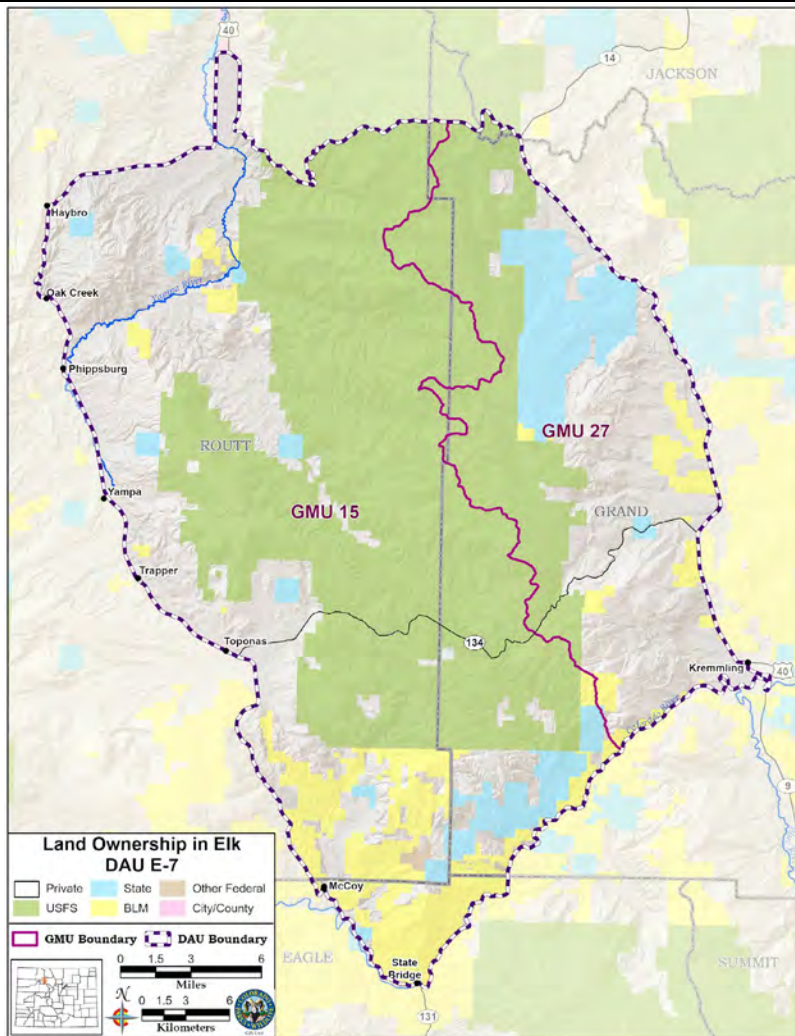 40
14
JACKSON
Haybro
Oak Creek
Yampa River
Phippsburg
ROUTT
GMU 27
GMU 15
Yampa
GRAND
Trapper
Toponas
134
Kremmling
40
9
McCoy
EAGLE
State
Bridge
SUMMIT
131
Land Ownership in Elk
DAU E-7
Private State Other Federal
USFS BLM City/County
GMU Boundary DAU Boundary
0 1.5 3 6
Miles
N
0 1.5 3 6
Kilometers